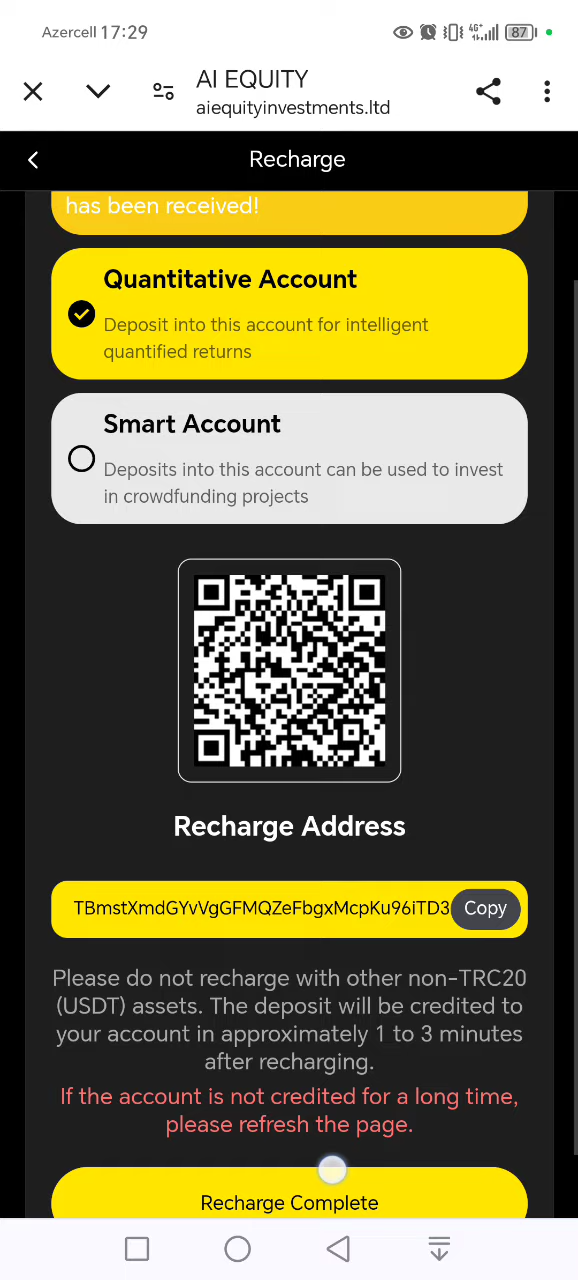 Azercell 17:29
4G+
87
AI EQUITY
aiequityinvestments.ltd
Recharge
has been received!
Quantitative Account
Deposit into this account for intelligent
quantified returns
Smart Account
Deposits into this account can be used to invest
in crowdfunding projects
Recharge Address
TBmstXmdGYvVgGFMQZeFbgxMcpKu96iTD3
Copy
Please do not recharge with other non-TRC20
(USDT) assets. The deposit will be credited to
your account in approximately 1 to 3 minutes
after recharging.
If the account is not credited for a long time,
please refresh the page.
Recharge Complete